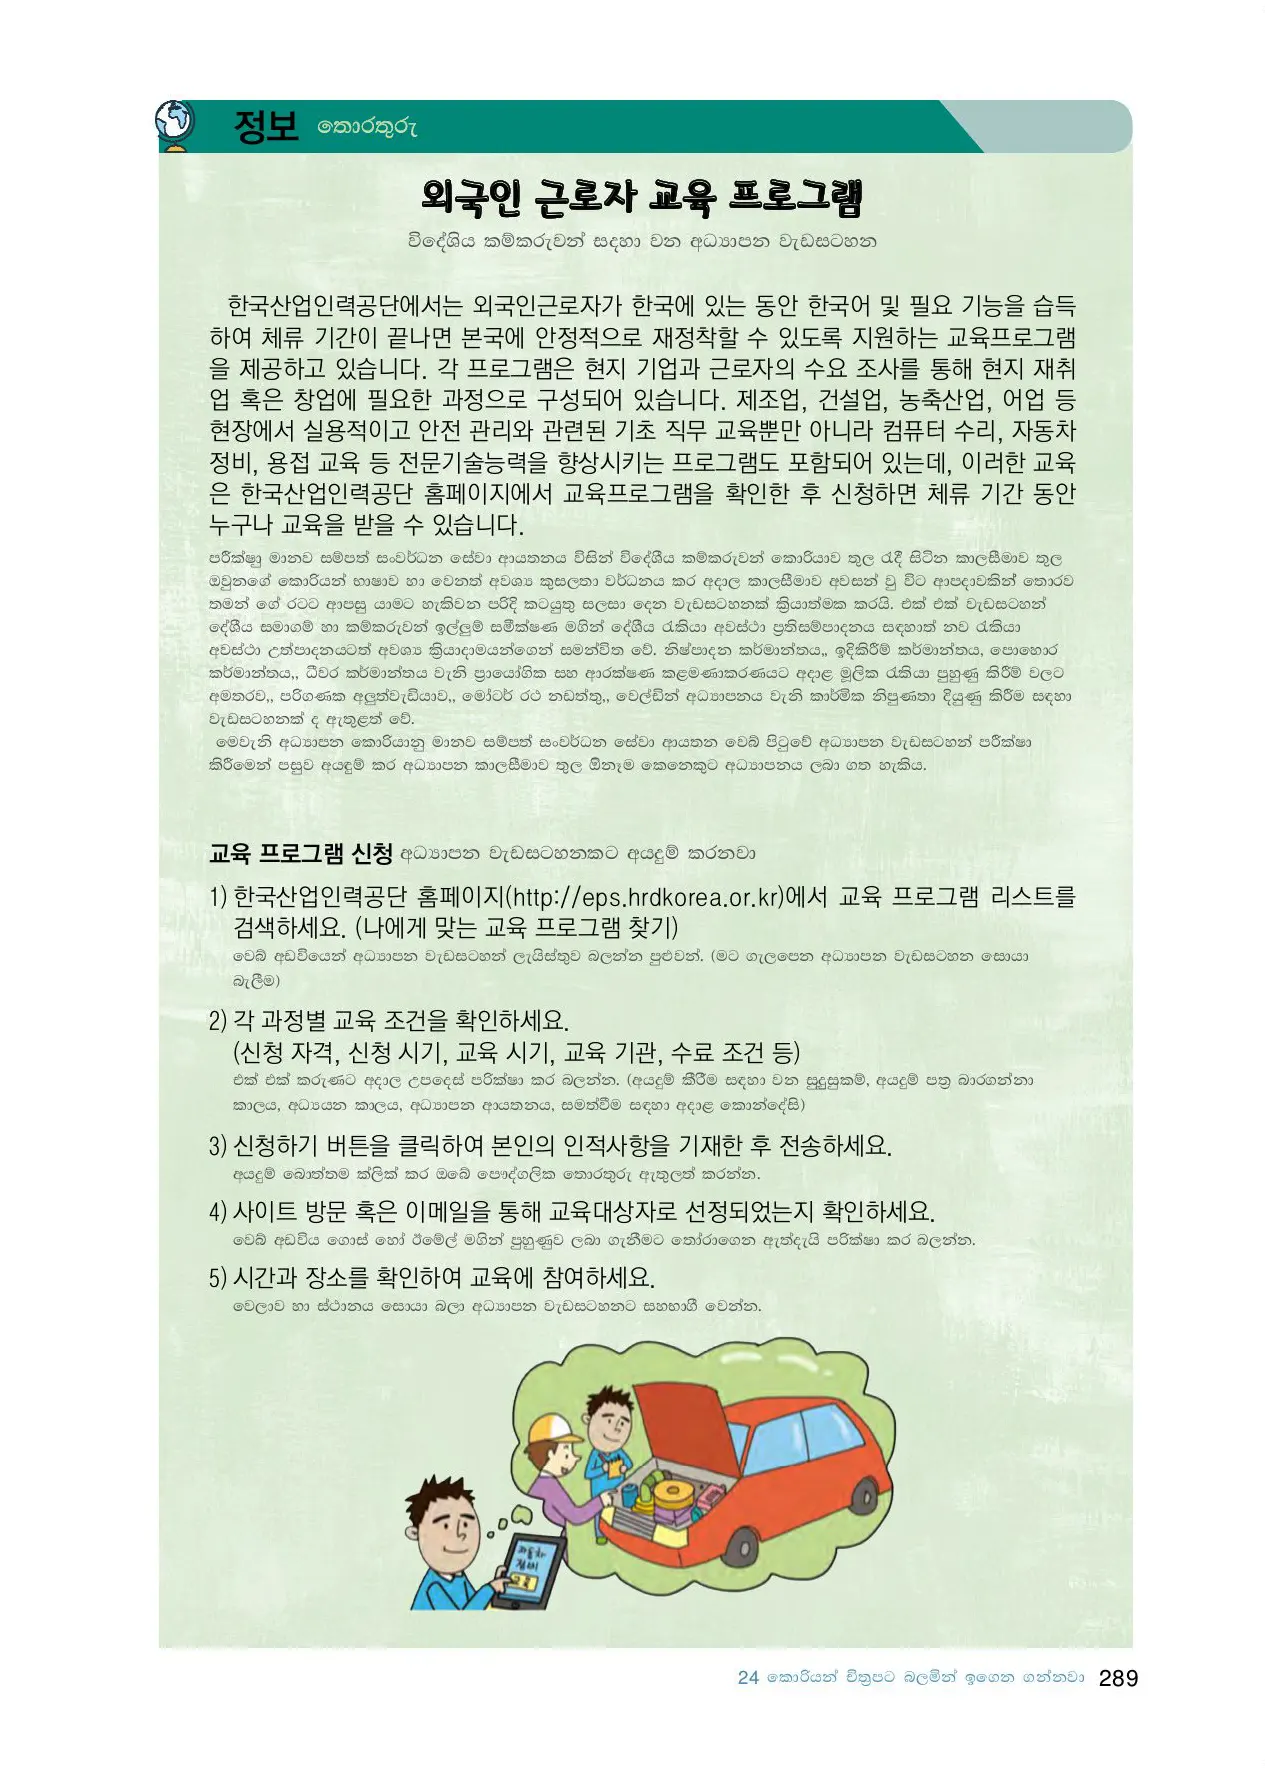 정보 තොරතුරු
외국인 근로자 교육 프로그램
විදේශිය කම්කරුවන් සදහා වන අධ්‍යාපන වැඩසටහන
한국산업인력공단에서는 외국인근로자가 한국에 있는 동안 한국어 및 필요 기능을 습득
하여 체류 기간이 끝나면 본국에 안정적으로 재정착할 수 있도록 지원하는 교육프로그램
을 제공하고 있습니다. 각 프로그램은 현지 기업과 근로자의 수요 조사를 통해 현지 재취
업 혹은 창업에 필요한 과정으로 구성되어 있습니다. 제조업, 건설업, 농축산업, 어업 등
현장에서 실용적이고 안전 관리와 관련된 기초 직무 교육뿐만 아니라 컴퓨터 수리, 자동차
정비, 용접 교육 등 전문기술능력을 향상시키는 프로그램도 포함되어 있는데, 이러한 교육
은 한국산업인력공단 홈페이지에서 교육프로그램을 확인한 후 신청하면 체류 기간 동안
누구나 교육을 받을 수 있습니다.
මානව සම්පත් සංවර්ධන සේවා ආයතනය විසින් විදේශීය කම්කරුවන් කොරියාව තුල රැදී සිටින කාලසීමාව තුල
ඔවුනගේ කොරියන් භාෂාව හා වෙනත් අවශ්‍ය කුසලතා වර්ධනය කර අදාල කාලසීමාව අවසන් වු විට ආපදාවකින් තොරව
තමන් ගේ රටට ආපසු යාමට හැකිවන පරිදි කටයුතු සලසා දෙන වැඩසටහනක් ක්‍රියාත්මක කරයි. එක් එක් වැඩසටහන්
දේශීය සමාගම් හා කම්කරුවන් ඉල්ලුම් සමීක්ෂණ මගින් දේශීය රැකියා අවස්ථා ප්‍රතිසම්පාදනය සඳහාත් නව රැකියා
අවස්ථා උත්පාදනයටත් අවශ්‍ය ක්‍රියාදාමයන්ගෙන් සමන්විත වේ. නිෂ්පාදන කර්මාන්තය,, ඉදිකිරීම් කර්මාන්තය, පොහොර
කර්මාන්තය,, ධීවර කර්මාන්තය වැනි ප්‍රායෝගික සහ ආරක්ෂණ කළමණාකරණයට අදාළ මූලික රැකියා පුහුණු කිරීම් වලට
අමතරව,, පරිගණක අලුත්වැඩියාව,, මෝටර් රථ නඩත්තු,, වෙල්ඩින් අධ්‍යාපනය වැනි කාර්මික නිපුණතා දියුණු කිරීම සඳහා
වැඩසටහනක් ද ඇතුළත් වේ.
මෙවැනි අධ්‍යාපන කොරියානු මානව සම්පත් සංවර්ධන සේවා ආයතන වෙබ් පිටුවේ අධ්‍යාපන වැඩසටහන් පරීක්ෂා
කිරීමෙන් පසුව අයඳුම් කර අධ්‍යාපන කාලසීමාව තුල ඕනෑම කෙනෙකුට අධ්‍යාපනය ලබා ගත හැකිය.
교육 프로그램 신청 අධ්‍යාපන වැඩසටහනකට අයදුම් කරනවා
1) 한국산업인력공단 홈페이지(http://eps.hrdkorea.or.kr)에서 교육 프로그램 리스트를
검색하세요. (나에게 맞는 교육 프로그램 찾기)
වෙබ් අඩවියෙන් අධ්‍යාපන වැඩසටහන් ලැයිස්තුව බලන්න පුළුවන්. (මට ගැලපෙන අධ්‍යාපන වැඩසටහන සොයා
බැලීම)
2) 각 과정별 교육 조건을 확인하세요.
(신청 자격, 신청 시기, 교육 시기, 교육 기관, 수료 조건 등)
එක් එක් කරුණට අදාල උපදෙස් පරික්ෂා කර බලන්න. (අයදුම් කීරීම සඳහා වන සුදුසුකම්, අයදුම් පත්‍ර බාරගන්නා
කාලය, අධ්‍යයන කාලය, අධ්‍යාපන ආයතනය, සමත්වීම සඳහා අදාළ කොන්දේසි)
3) 신청하기 버튼을 클릭하여 본인의 인적사항을 기재한 후 전송하세요.
අයදුම් බොත්තම ක්ලික් කර ඔබේ පෞද්ගලික තොරතුරු ඇතුලත් කරන්න.
4) 사이트 방문 혹은 이메일을 통해 교육대상자로 선정되었는지 확인하세요.
වෙබ් අඩවිය ගොස් හෝ ඊමේල් මගින් පුහුණුව ලබා ගැනීමට තෝරාගෙන ඇත්දැයි පරික්ෂා කර බලන්න.
5) 시간과 장소를 확인하여 교육에 참여하세요.
වෙලාව හා ස්ථානය සොයා බලා අධ්‍යාපන වැඩසටහනට සහභාගී වෙන්න.
자동차
정비
교육
24 කොරියන් චිත්‍රපට බලමින් ඉගෙන ගන්නවා 289